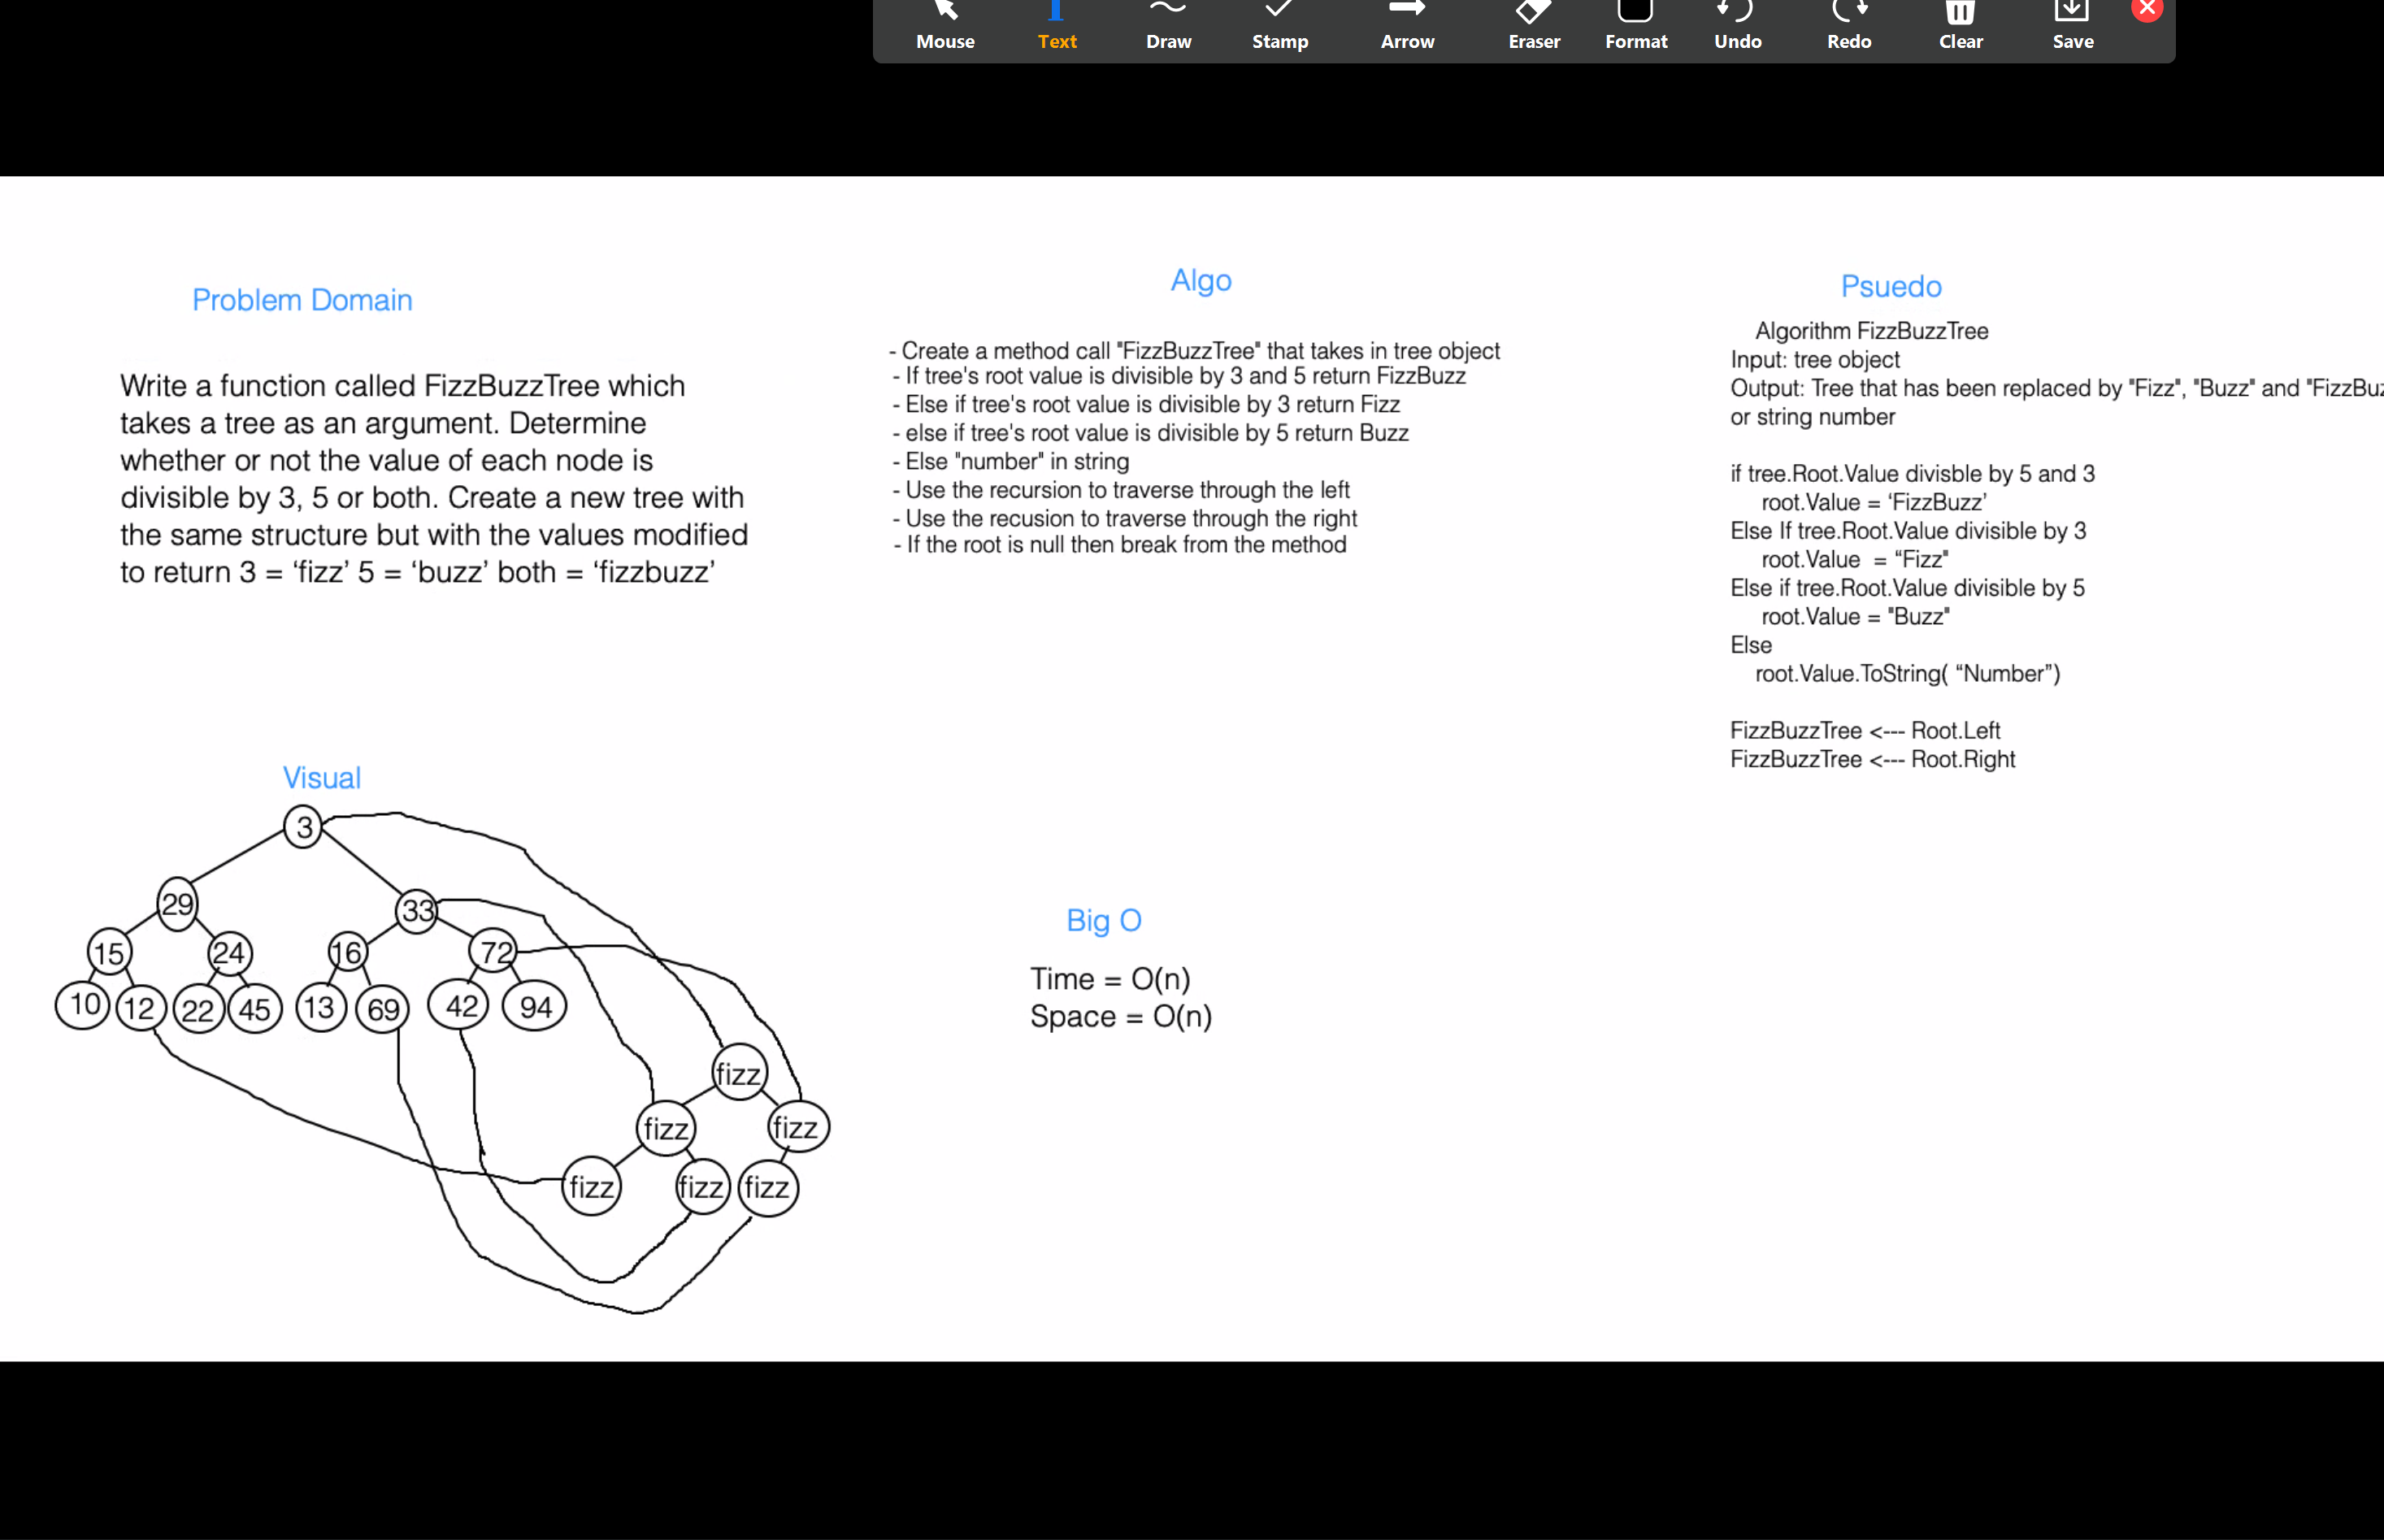 Mouse Text Draw Stamp Arrow Eraser Format Undo Redo Clear Save
Problem Domain
Write a function called FizzBuzzTree which
takes a tree as an argument. Determine
whether or not the value of each node is
divisible by 3, 5 or both. Create a new tree with
the same structure but with the values modified
to return 3 = ‘fizz’ 5 = ‘buzz’ both = ‘fizzbuzz’
Algo
- Create a method call "FizzBuzzTree" that takes in tree object
- If tree's root value is divisible by 3 and 5 return FizzBuzz
- Else if tree's root value is divisible by 3 return Fizz
- else if tree's root value is divisible by 5 return Buzz
- Else "number" in string
- Use the recursion to traverse through the left
- Use the recusion to traverse through the right
- If the root is null then break from the method
Psuedo
Algorithm FizzBuzzTree
Input: tree object
Output: Tree that has been replaced by "Fizz", "Buzz" and "FizzBuz
or string number
if tree.Root.Value divisble by 5 and 3
root.Value = ‘FizzBuzz’
Else If tree.Root.Value divisible by 3
root.Value = “Fizz"
Else if tree.Root.Value divisible by 5
root.Value = "Buzz"
Else
root.Value.ToString( “Number”)
FizzBuzzTree <--- Root.Left
FizzBuzzTree <--- Root.Right
Visual
3
29 33
15 24 16 72
10 12 22 45 13 69 42 94
fizz
fizz fizz
fizz fizz fizz
Big O
Time = O(n)
Space = O(n)